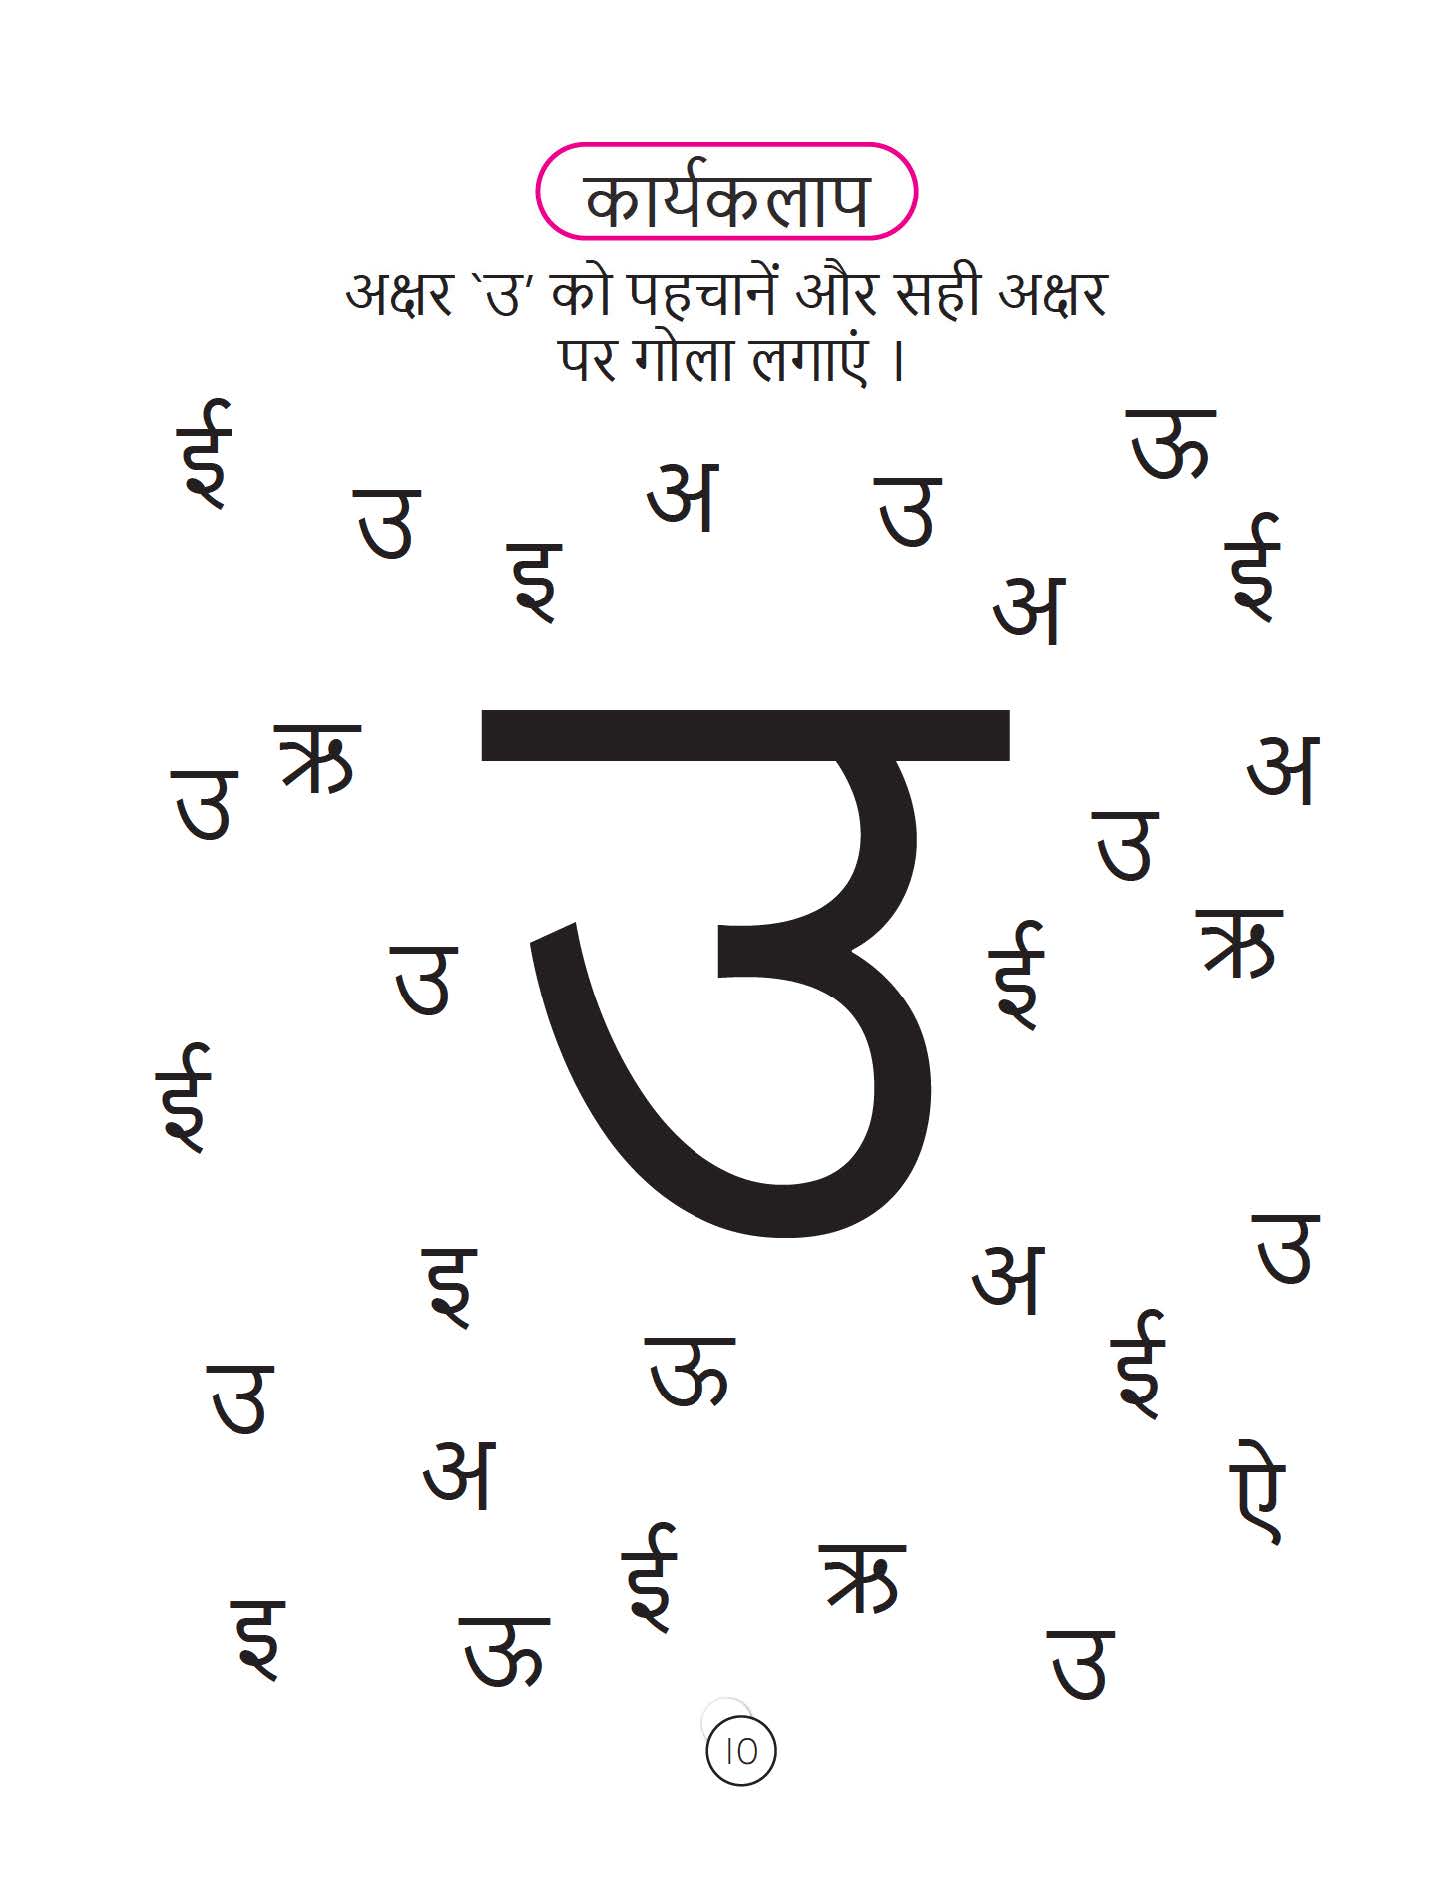 कार्यकलाप
अक्षर `उ’ को पहचानें और सही अक्षर
पर गोला लगाएं ।
ई
ऊ
उ
अ
उ
इ
ई
अ
उ
ऋ
उ
अ
उ
उ
ई
ऋ
ई
इ
अ
उ
उ
ऊ
ई
अ
ऐ
इ
ऊ
ई
ऋ
उ
10